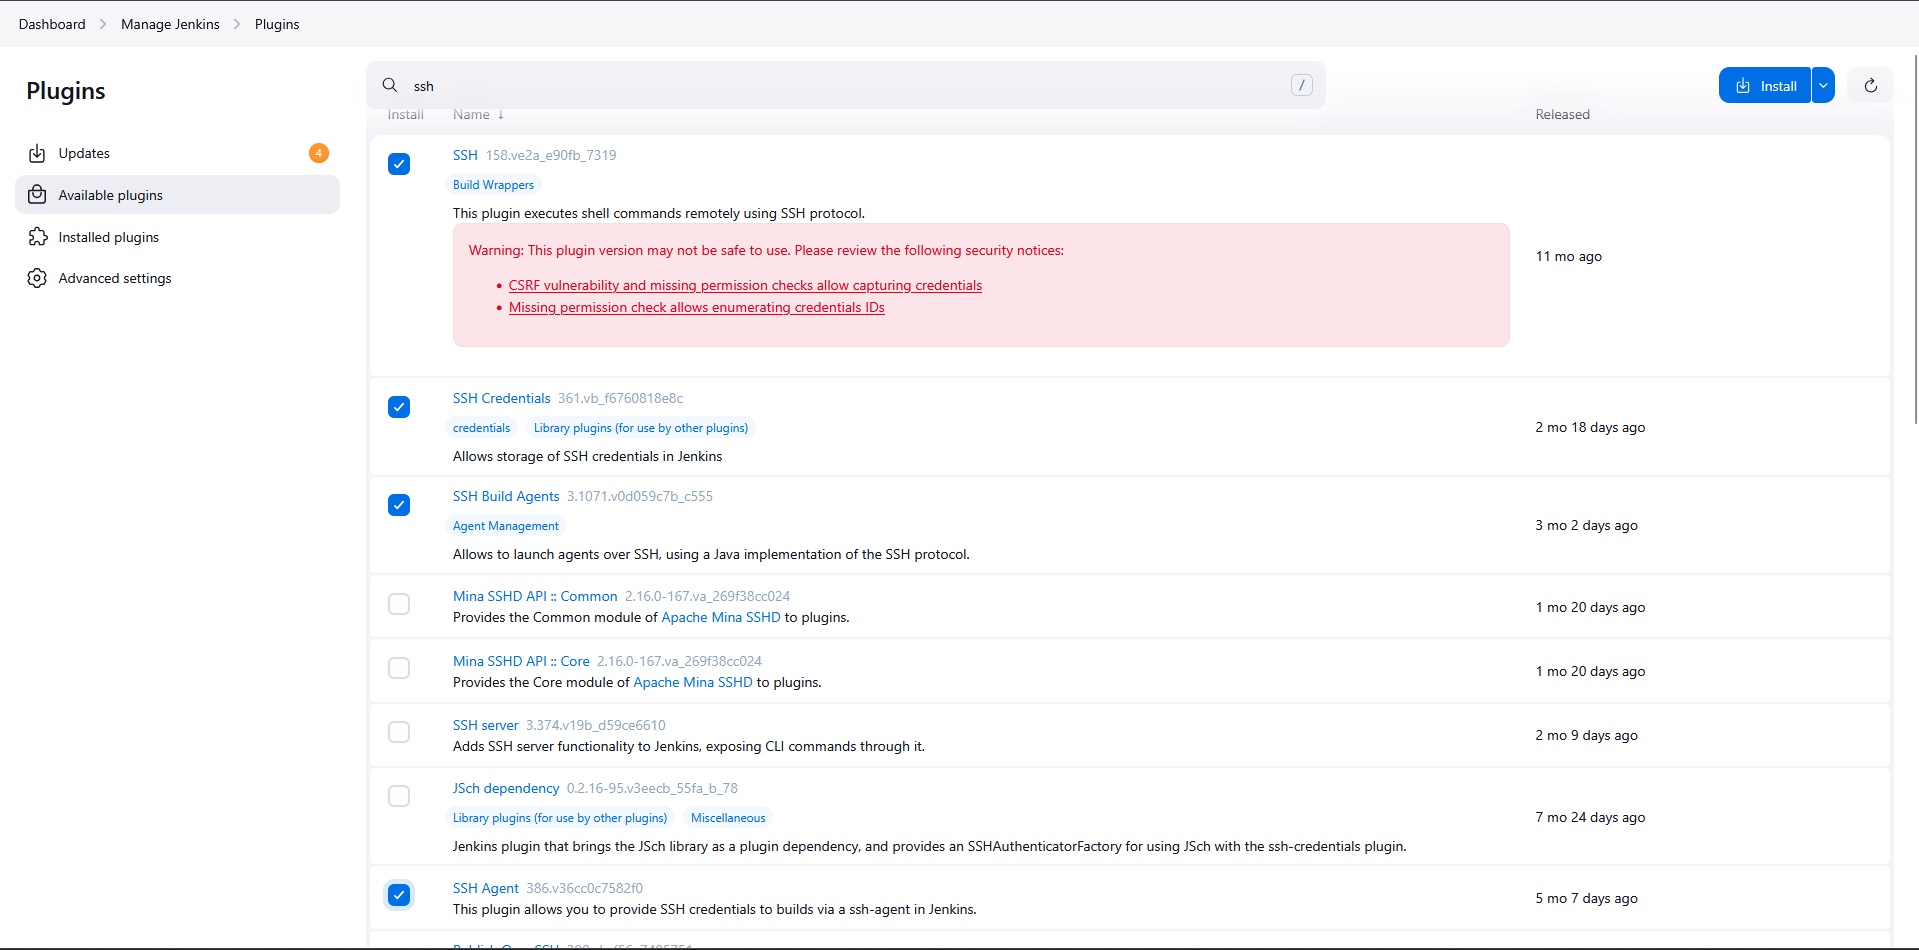 Dashboard > Manage Jenkins > Plugins
Plugins
Updates 4
Available plugins
Installed plugins
Advanced settings
ssh /
Install
Install Name ↓ Released
SSH 158.ve2a_e90fb_7319
Build Wrappers
This plugin executes shell commands remotely using SSH protocol.
Warning: This plugin version may not be safe to use. Please review the following security notices:
• CSRF vulnerability and missing permission checks allow capturing credentials
• Missing permission check allows enumerating credentials IDs
11 mo ago
SSH Credentials 361.vb_f6760818e8c
credentials Library plugins (for use by other plugins)
Allows storage of SSH credentials in Jenkins
2 mo 18 days ago
SSH Build Agents 3.1071.v0d059c7b_c555
Agent Management
Allows to launch agents over SSH, using a Java implementation of the SSH protocol.
3 mo 2 days ago
Mina SSHD API :: Common 2.16.0-167.va_269f38cc024
Provides the Common module of Apache Mina SSHD to plugins.
1 mo 20 days ago
Mina SSHD API :: Core 2.16.0-167.va_269f38cc024
Provides the Core module of Apache Mina SSHD to plugins.
1 mo 20 days ago
SSH server 3.374.v19b_d59ce6610
Adds SSH server functionality to Jenkins, exposing CLI commands through it.
2 mo 9 days ago
JSch dependency 0.2.16-95.v3eecb_55fa_b_78
Library plugins (for use by other plugins) Miscellaneous
Jenkins plugin that brings the JSch library as a plugin dependency, and provides an SSHAuthenticatorFactory for using JSch with the ssh-credentials plugin.
7 mo 24 days ago
SSH Agent 386.v36cc0c7582f0
This plugin allows you to provide SSH credentials to builds via a ssh-agent in Jenkins.
5 mo 7 days ago